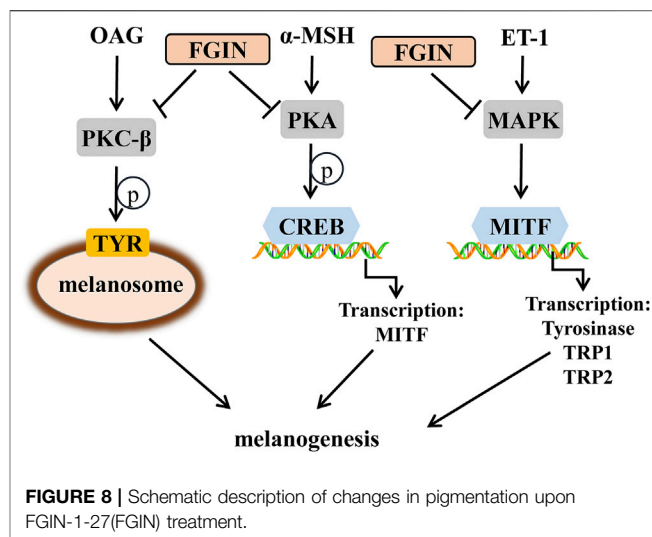 OAG
FGIN
α-MSH
FGIN
ET-1
PKC-β
PKA
MAPK
p
p
TYR
CREB
MITF
melanosome
Transcription:
MITF
Transcription:
Tyrosinase
TRP1
TRP2
melanogenesis
FIGURE 8 | Schematic description of changes in pigmentation upon
FGIN-1-27(FGIN) treatment.